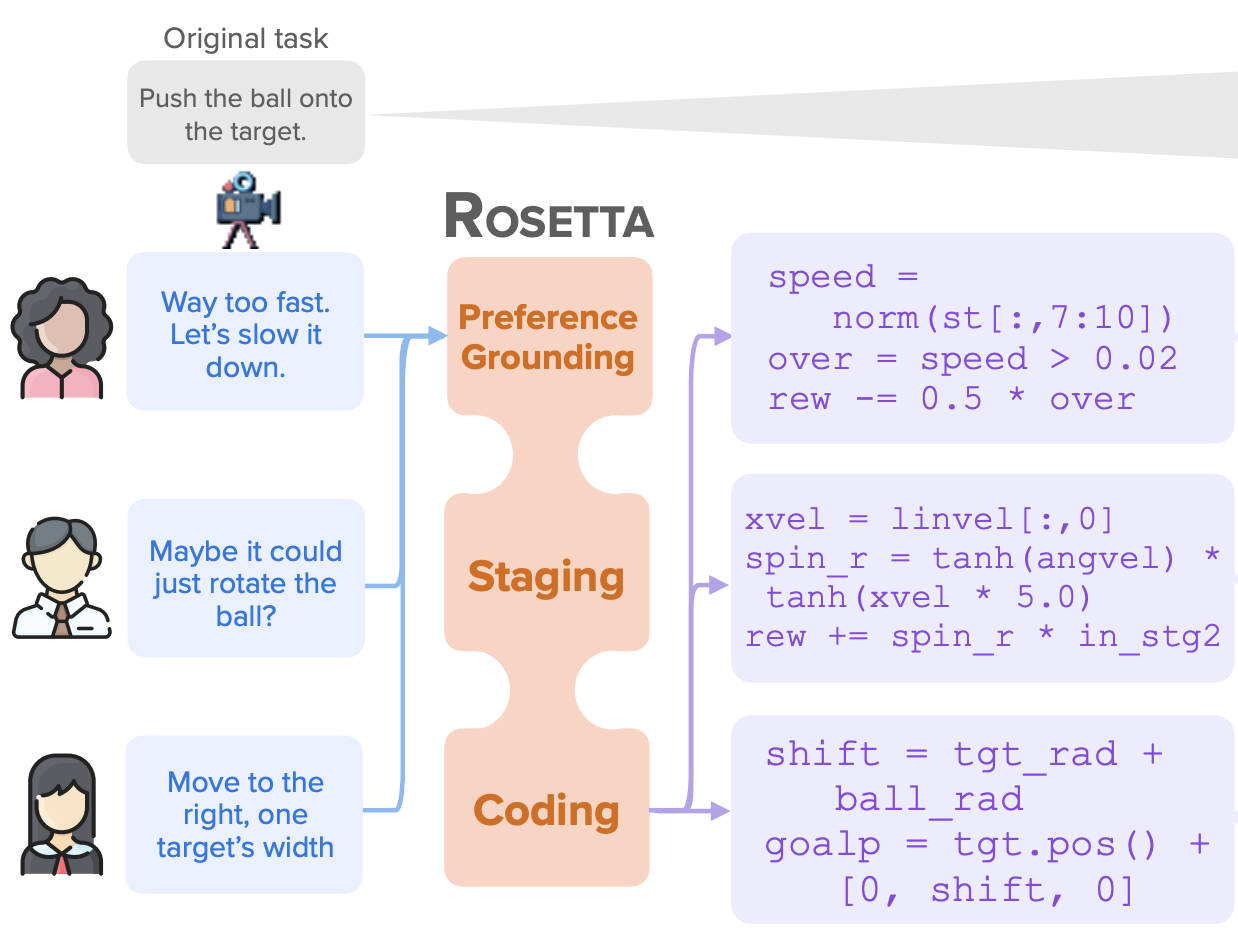 Original task
Push the ball onto
the target.
ROSETTA
Way too fast.
Let's slow it
down.
Preference
Grounding
speed =
norm(st[:,7:10])
over = speed > 0.02
rew -= 0.5 * over
Maybe it could
just rotate the
ball?
Staging
xvel = linvel[:,0]
spin_r = tanh(angvel) *
tanh(xvel * 5.0)
rew += spin_r * in_stg2
Move to the
right, one
target's width
Coding
shift = tgt_rad +
ball_rad
goalp = tgt.pos() +
[0, shift, 0]